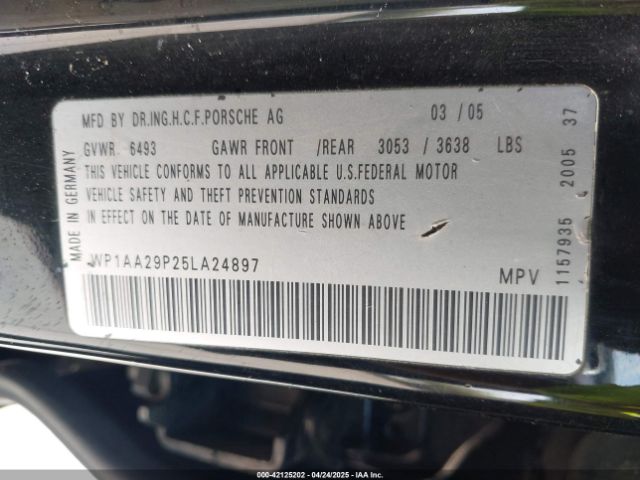 MFD BY DR.ING.H.C.F.PORSCHE AG 03 / 05
GVWR 6493 GAWR FRONT /REAR 3053 / 3638 LBS
THIS VEHICLE CONFORMS TO ALL APPLICABLE U.S.FEDERAL MOTOR
VEHICLE SAFETY AND THEFT PREVENTION STANDARDS
IN EFFECT ON THE DATE OF MANUFACTURE SHOWN ABOVE
WP1AA29P25LA24897 MPV
MADE IN GERMANY
1157935 2005 37
000-42125202 - 04/24/2025 - IAA Inc.